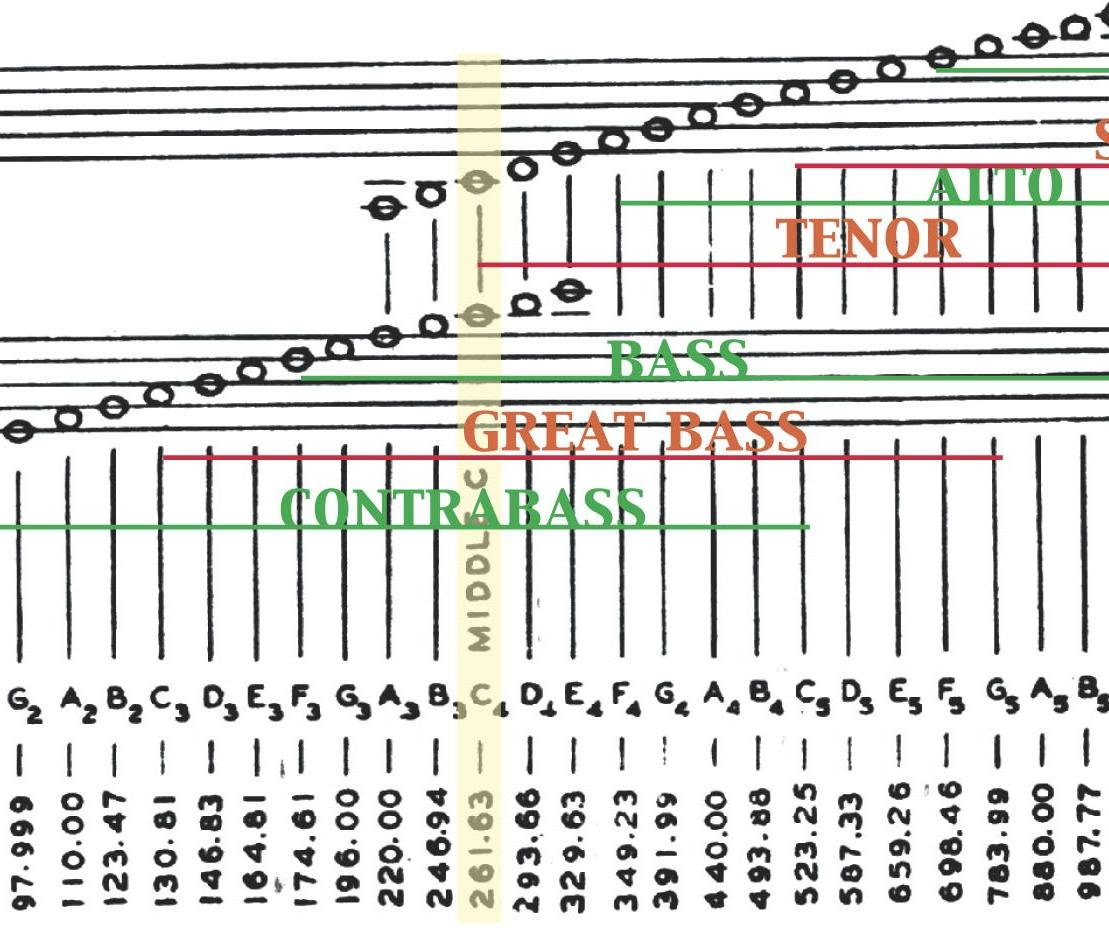 S
ALTO
TENOR
BASS
GREAT BASS
CONTRABASS
MIDDLE C
G2 A2 B2 C3 D3 E3 F3 G3 A3 B3 C4 D4 E4 F4 G4 A4 B4 C5 D5 E5 F5 G5 A5 B5
97.999 110.00 123.47 130.81 146.83 164.81 174.61 196.00 220.00 246.94 261.63 293.66 329.63 349.23 391.99 440.00 493.88 523.25 587.33 659.26 698.46 783.99 880.00 987.77